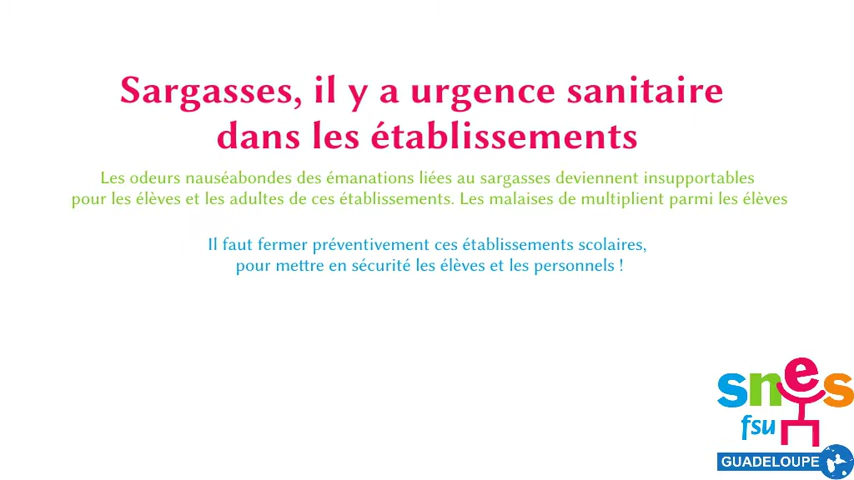 Sargasses, il y a urgence sanitaire
dans les établissements
Les odeurs nauséabondes des émanations liées au sargasses deviennent insupportables
pour les élèves et les adultes de ces établissements. Les malaises de multiplient parmi les élèves
Il faut fermer préventivement ces établissements scolaires,
pour mettre en sécurité les élèves et les personnels !
snes
fsu
GUADELOUPE